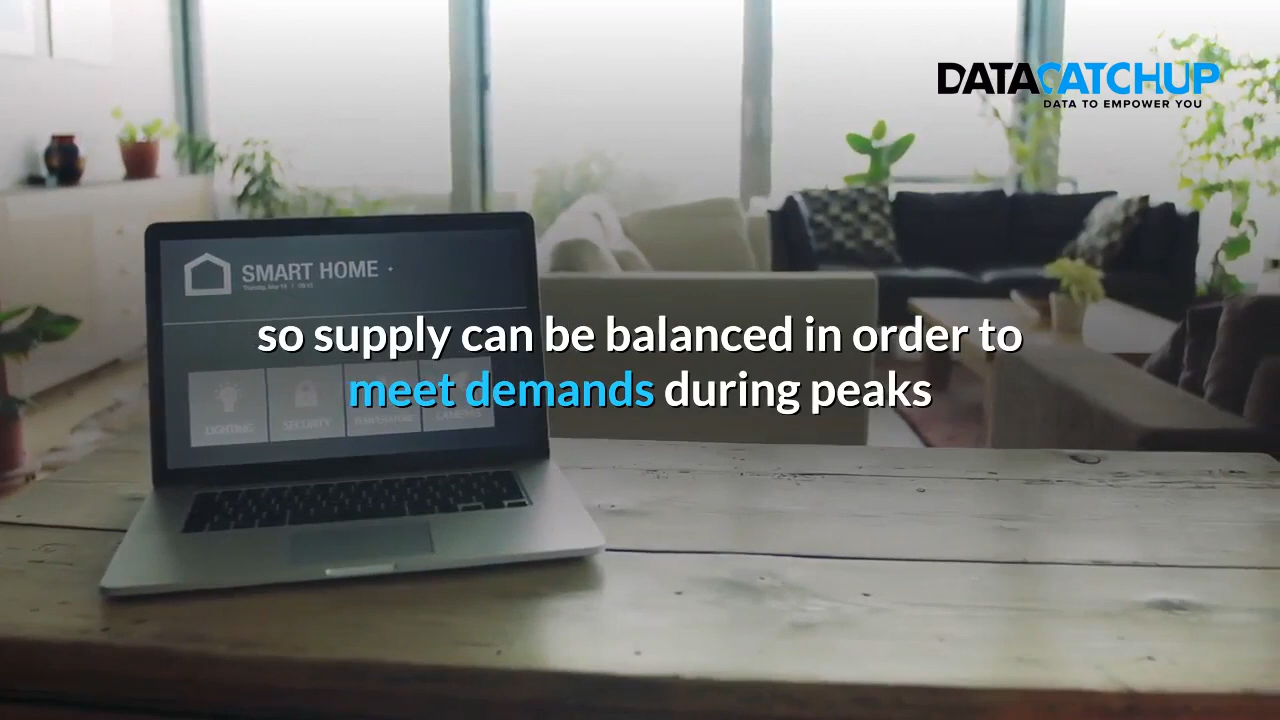 DATACATCHUP
DATA TO EMPOWER YOU
SMART HOME
so supply can be balanced in order to
meet demands during peaks
LIGHTING
SECURITY